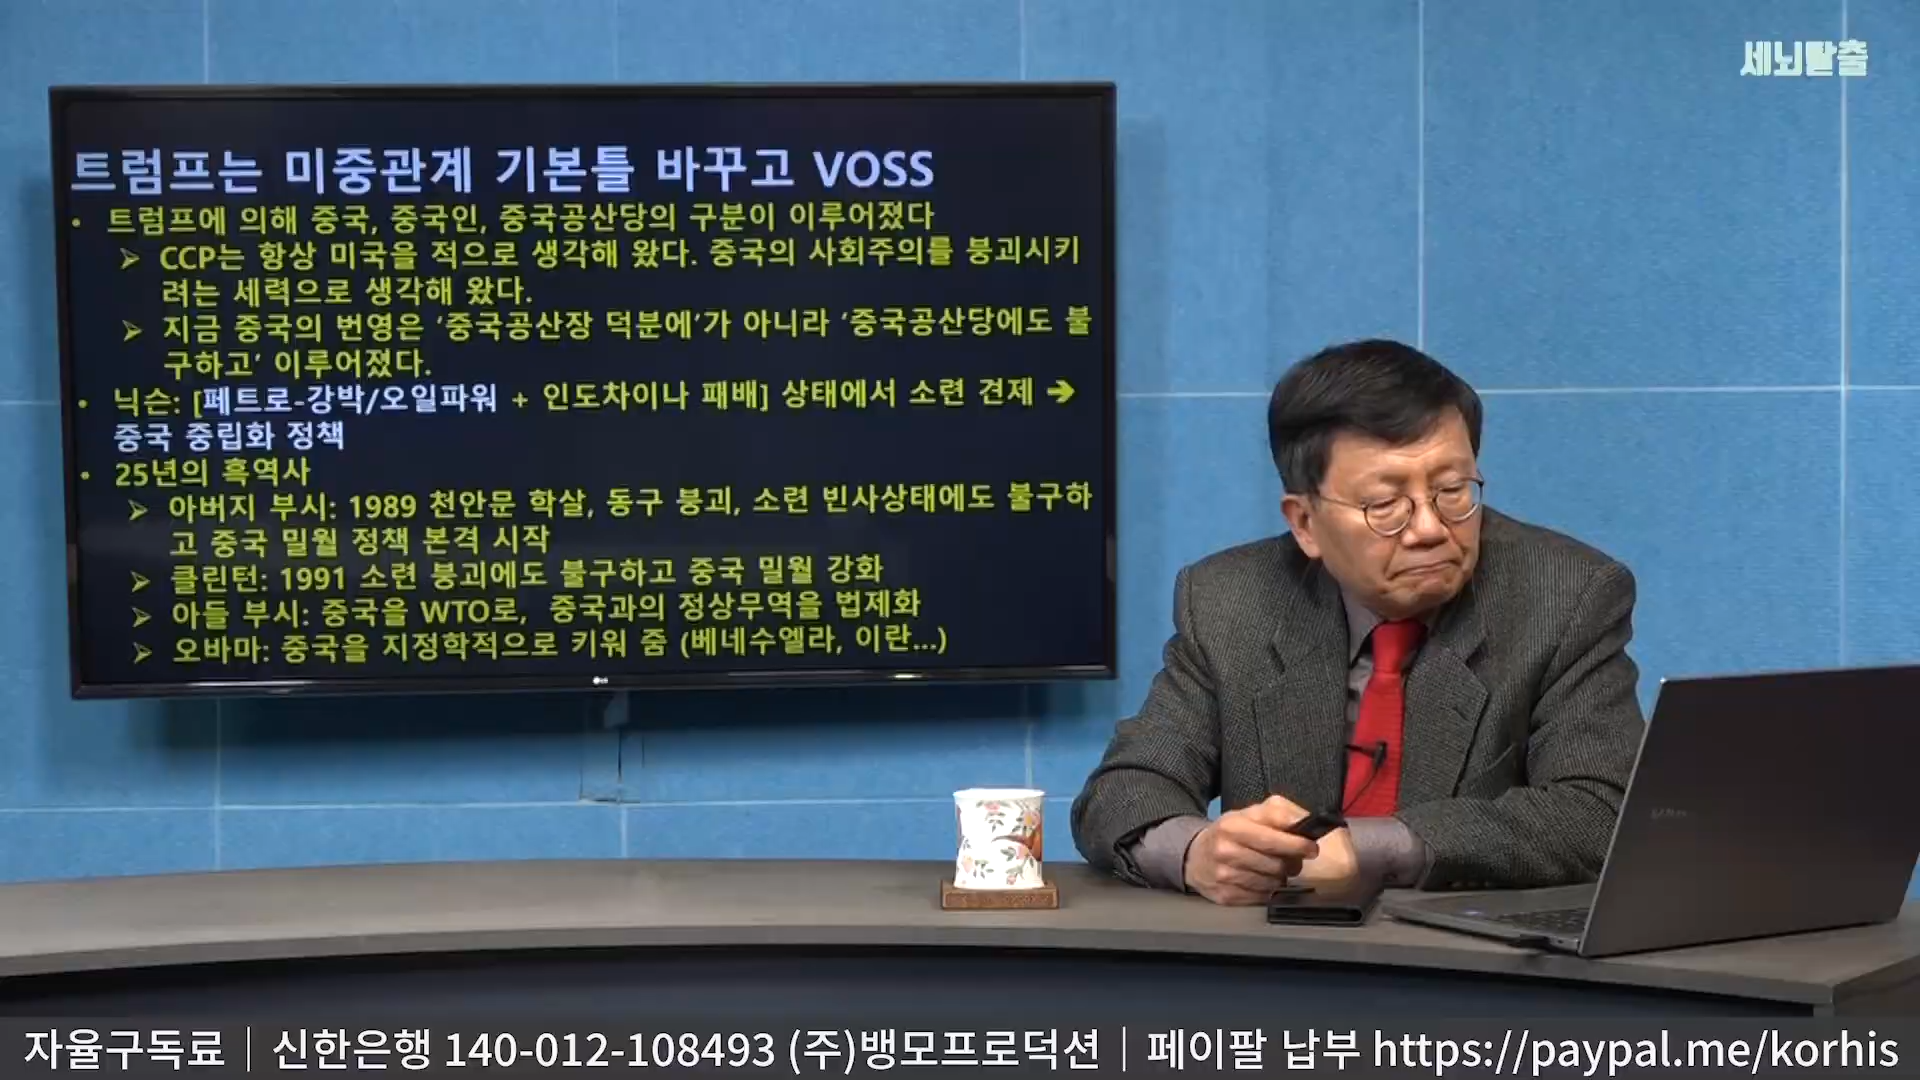 세뇌탈출
트럼프는 미중관계 기본틀 바꾸고 VOSS
• 트럼프에 의해 중국, 중국인, 중국공산당의 구분이 이루어졌다
➢ CCP는 항상 미국을 적으로 생각해 왔다. 중국의 사회주의를 붕괴시키
려는 세력으로 생각해 왔다.
➢ 지금 중국의 번영은 ‘중국공산장 덕분에’가 아니라 ‘중국공산당에도 불
구하고’ 이루어졌다.
• 닉슨: [페트로-강박/오일파워 + 인도차이나 패배] 상태에서 소련 견제 ➔
중국 중립화 정책
• 25년의 흑역사
➢ 아버지 부시: 1989 천안문 학살, 동구 붕괴, 소련 빈사상태에도 불구하
고 중국 밀월 정책 본격 시작
➢ 클린턴: 1991 소련 붕괴에도 불구하고 중국 밀월 강화
➢ 아들 부시: 중국을 WTO로, 중국과의 정상무역을 법제화
➢ 오바마: 중국을 지정학적으로 키워 줌 (베네수엘라, 이란...)
LG
자율구독료│신한은행 140-012-108493 (주)뱅모프로덕션│페이팔 납부 https://paypal.me/korhis